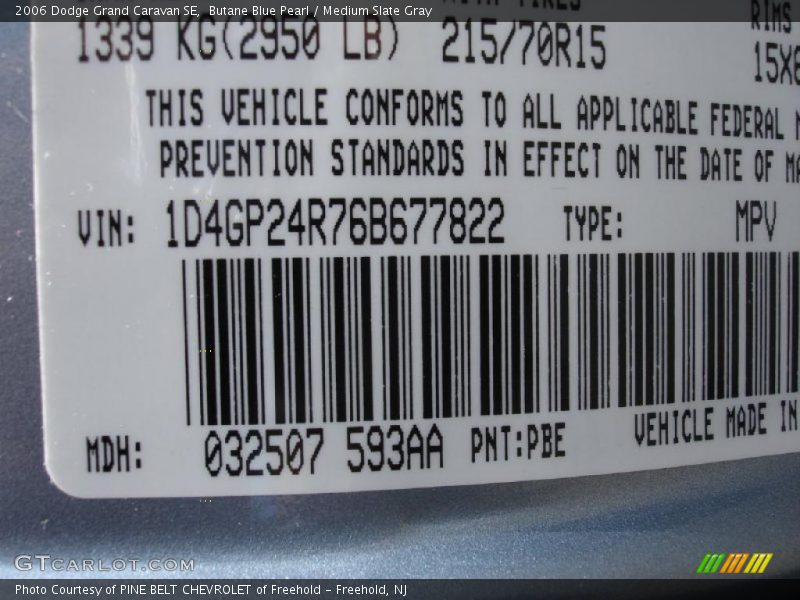 2006 Dodge Grand Caravan SE, Butane Blue Pearl / Medium Slate Gray
1339 KG(2950 LB) 215/70R15 15X6
RIMS
THIS VEHICLE CONFORMS TO ALL APPLICABLE FEDERAL
PREVENTION STANDARDS IN EFFECT ON THE DATE OF MA
VIN: 1D4GP24R76B677822 TYPE: MPV
MDH: 032507 593AA PNT:PBE VEHICLE MADE IN
GTCARLOT.COM
Photo Courtesy of PINE BELT CHEVROLET of Freehold - Freehold, NJ